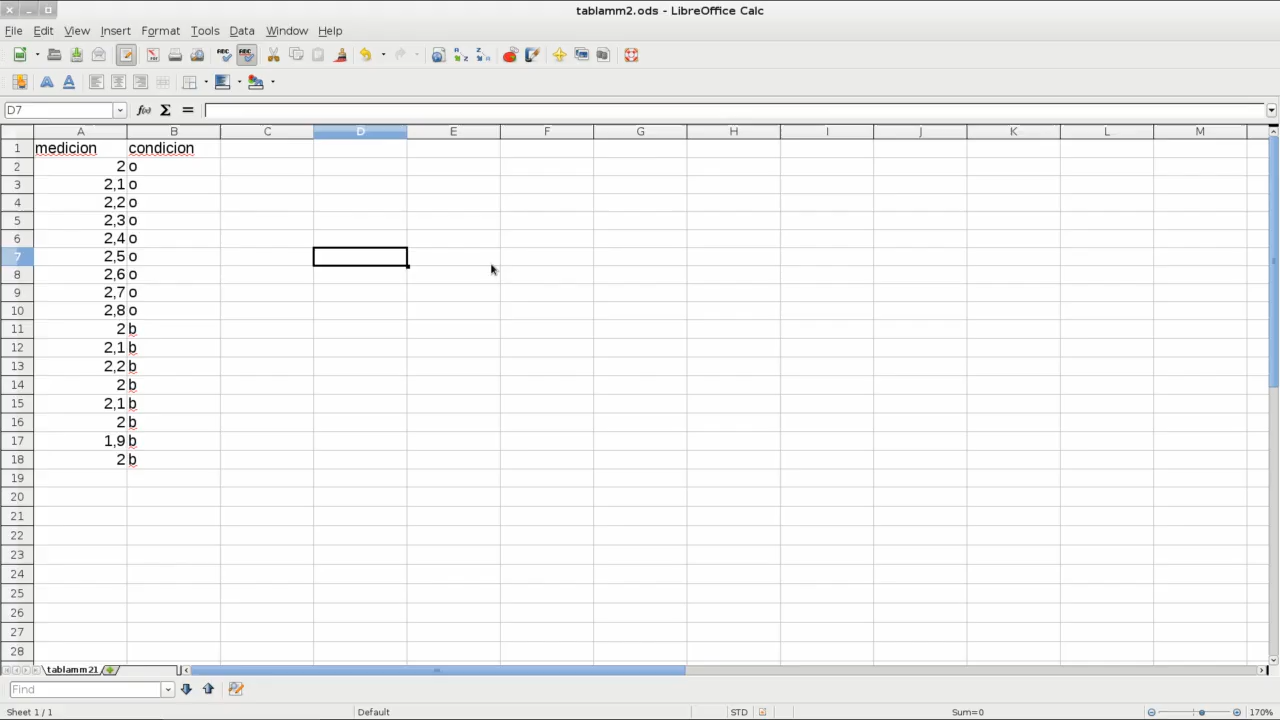 tablamm2.ods - LibreOffice Calc
File Edit View Insert Format Tools Data Window Help
D7
A B C D E F G H I J K L M
1 medicion condicion
2 2 o
3 2,1 o
4 2,2 o
5 2,3 o
6 2,4 o
7 2,5 o
8 2,6 o
9 2,7 o
10 2,8 o
11 2 b
12 2,1 b
13 2,2 b
14 2 b
15 2,1 b
16 2 b
17 1,9 b
18 2 b
19
20
21
22
23
24
25
26
27
28
tablamm21
Find
Sheet 1 / 1 Default STD Sum=0 170%